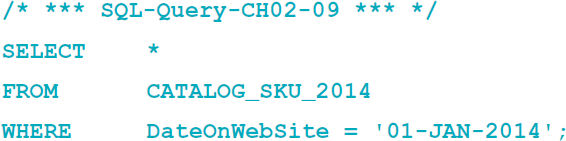 /* *** SQL-Query-CH02-09 *** */
SELECT *
FROM CATALOG_SKU_2014
WHERE DateOnWebSite = '01-JAN-2014';